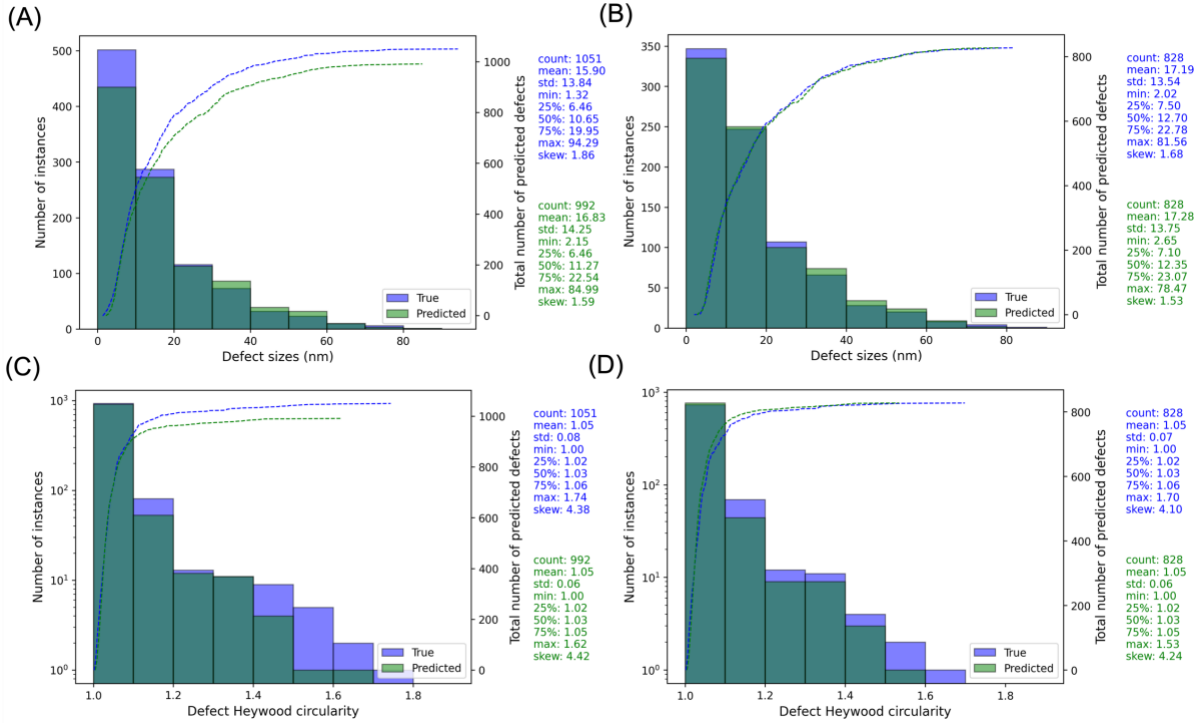 (A)
500
400
300
200
100
0
0
20
40
60
80
Number of instances
Defect sizes (nm)
1000
800
600
400
200
0
Total number of predicted defects
True
Predicted
count: 1051
mean: 15.90
std: 13.84
min: 1.32
25%: 6.46
50%: 10.65
75%: 19.95
max: 94.29
skew: 1.86
count: 992
mean: 16.83
std: 14.25
min: 2.15
25%: 6.46
50%: 11.27
75%: 22.54
max: 84.99
skew: 1.59
(B)
350
300
250
200
150
100
50
0
0
20
40
60
80
Number of instances
Defect sizes (nm)
800
600
400
200
0
Total number of predicted defects
True
Predicted
count: 828
mean: 17.19
std: 13.54
min: 2.02
25%: 7.50
50%: 12.70
75%: 22.78
max: 81.56
skew: 1.68
count: 828
mean: 17.28
std: 13.75
min: 2.65
25%: 7.10
50%: 12.35
75%: 23.07
max: 78.47
skew: 1.53
(C)
10³
10²
10¹
10⁰
1.0
1.2
1.4
1.6
1.8
Number of instances
Defect Heywood circularity
1000
800
600
400
200
0
Total number of predicted defects
True
Predicted
count: 1051
mean: 1.05
std: 0.08
min: 1.00
25%: 1.02
50%: 1.03
75%: 1.06
max: 1.74
skew: 4.38
count: 992
mean: 1.05
std: 0.06
min: 1.00
25%: 1.02
50%: 1.03
75%: 1.05
max: 1.62
skew: 4.42
(D)
10³
10²
10¹
10⁰
1.0
1.2
1.4
1.6
1.8
Number of instances
Defect Heywood circularity
800
600
400
200
0
Total number of predicted defects
True
Predicted
count: 828
mean: 1.05
std: 0.07
min: 1.00
25%: 1.02
50%: 1.03
75%: 1.06
max: 1.70
skew: 4.10
count: 828
mean: 1.05
std: 0.06
min: 1.00
25%: 1.02
50%: 1.03
75%: 1.05
max: 1.53
skew: 4.24